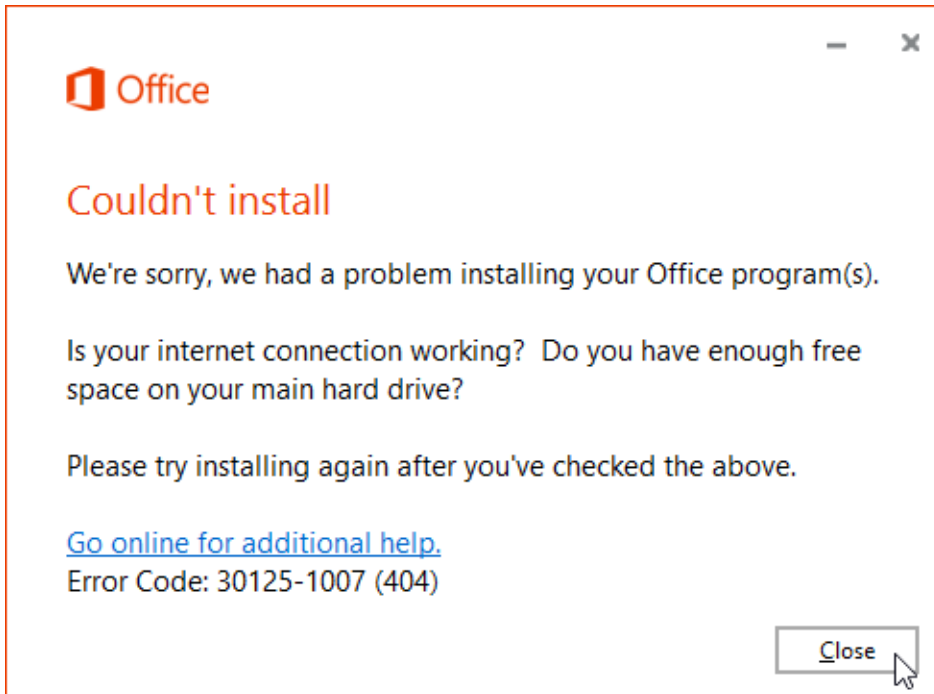 Office
Couldn't install
We're sorry, we had a problem installing your Office program(s).
Is your internet connection working?  Do you have enough free
space on your main hard drive?
Please try installing again after you've checked the above.
Go online for additional help.
Error Code: 30125-1007 (404)
Close